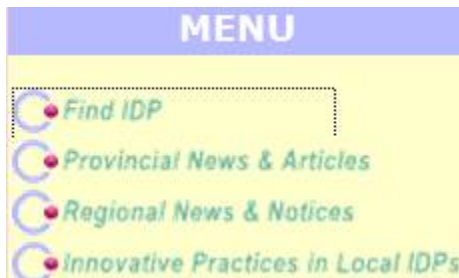 MENU
Find IDP
Provincial News & Articles
Regional News & Notices
Innovative Practices in Local IDPs